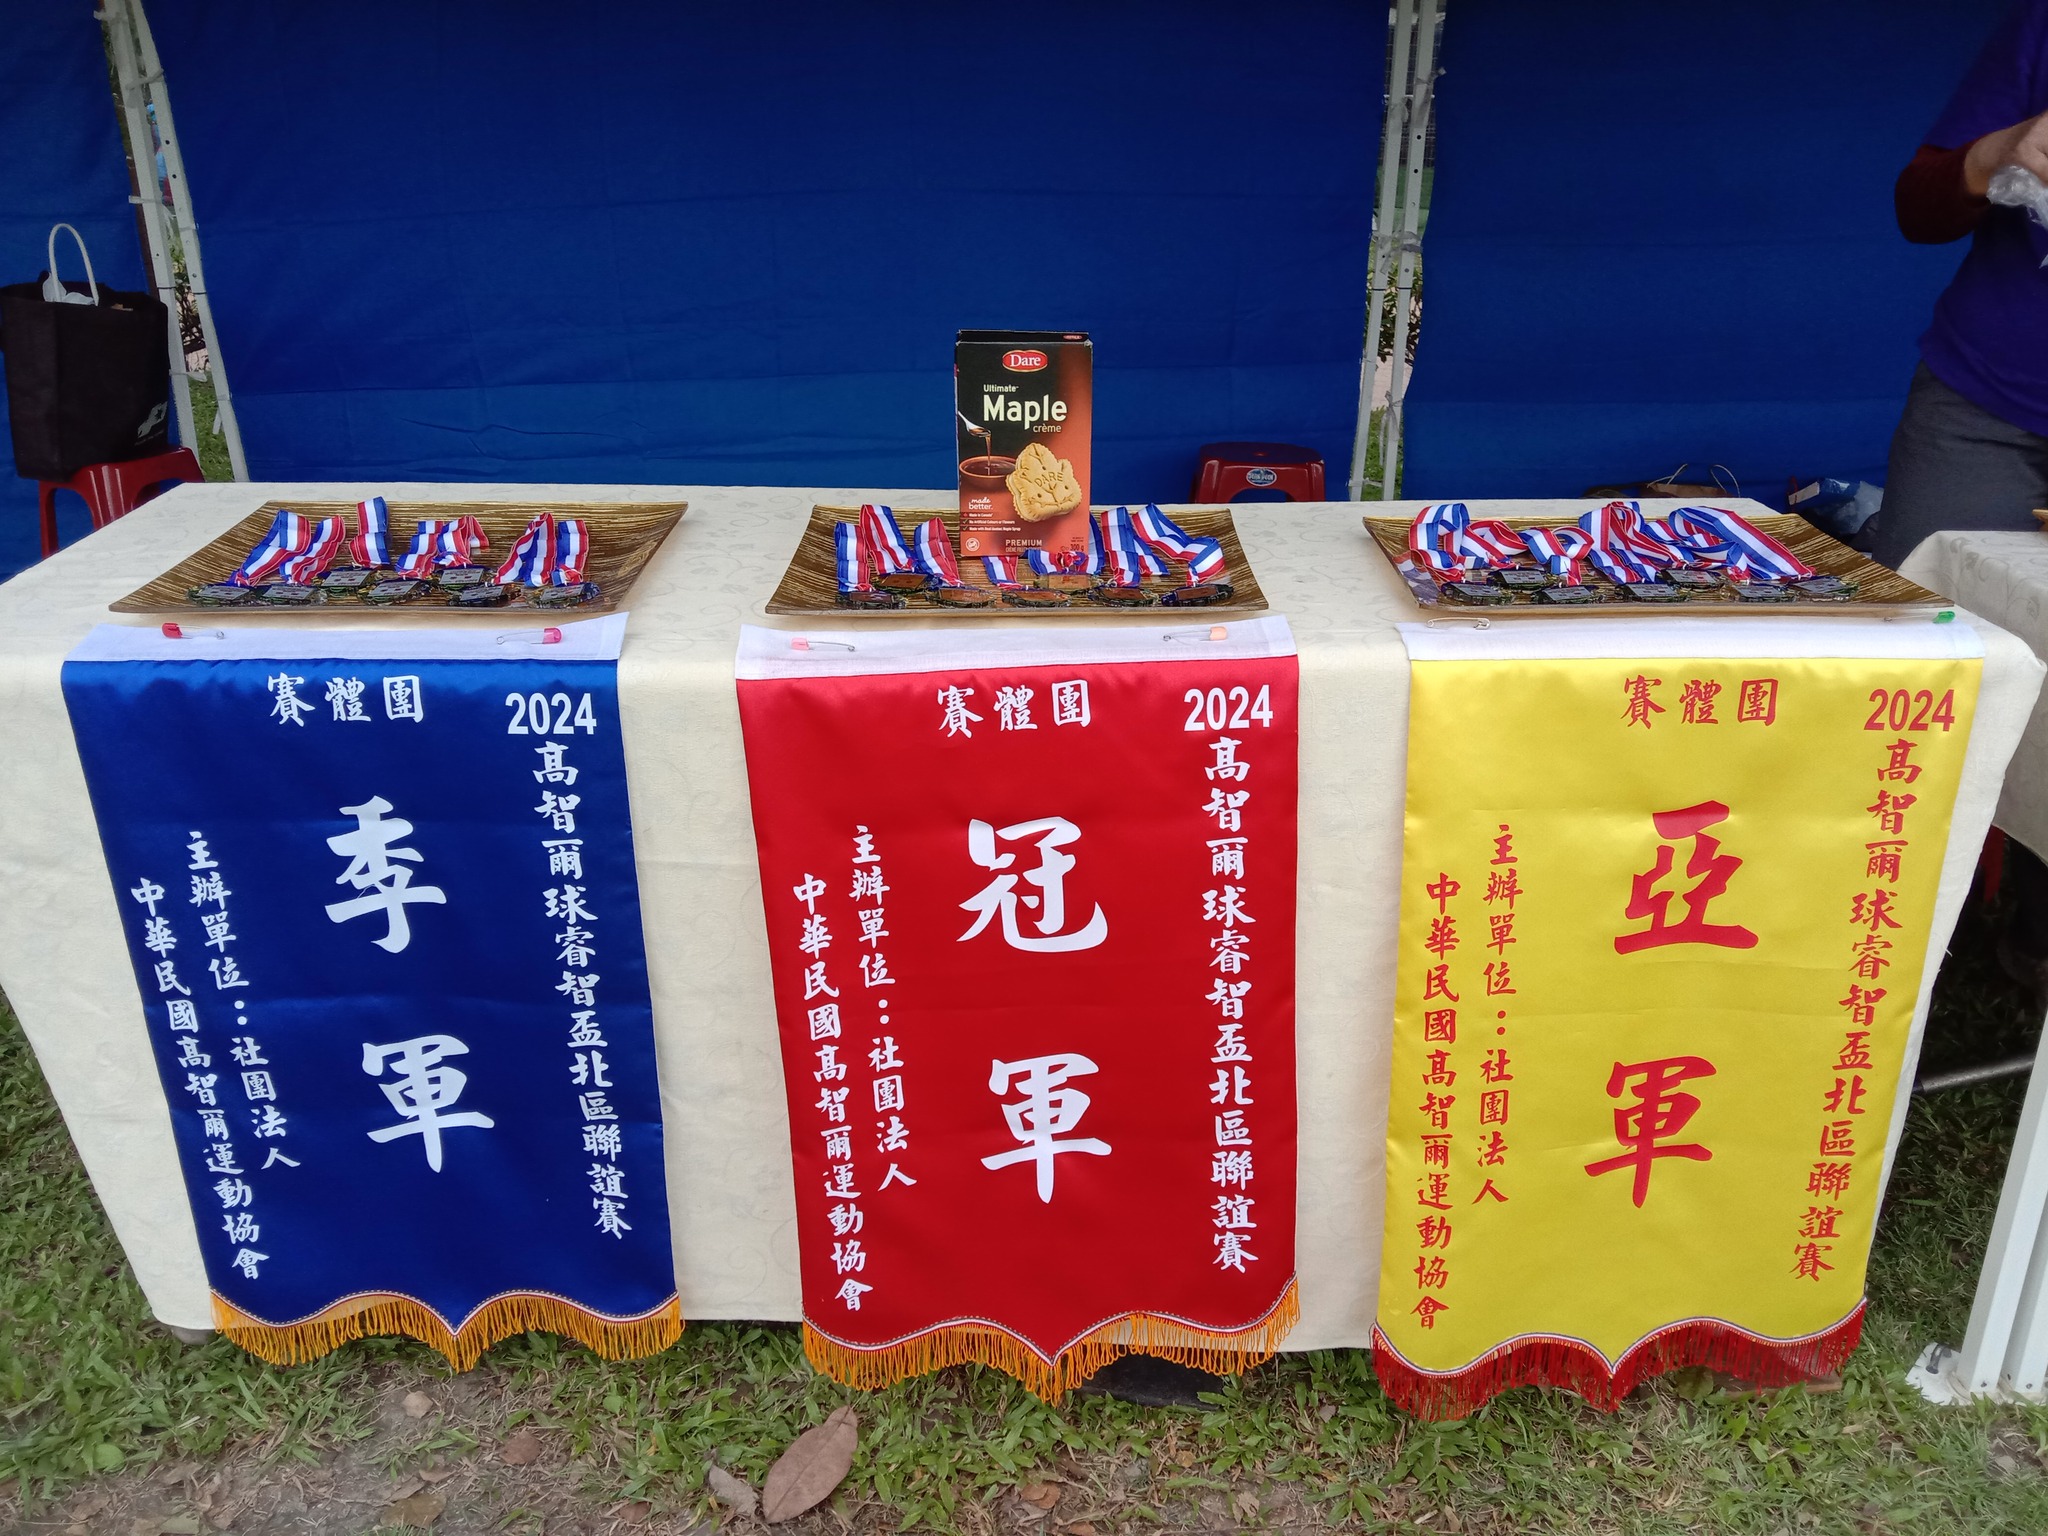 Dare
Ultimate
Maple
crème
DARE
made
better.
PREMIUM
300 g
賽體團
2024
高智爾球睿智盃北區聯誼賽
季軍
主辦單位：社團法人
中華民國高智爾運動協會
賽體團
2024
高智爾球睿智盃北區聯誼賽
冠軍
主辦單位：社團法人
中華民國高智爾運動協會
賽體團
2024
高智爾球睿智盃北區聯誼賽
亞軍
主辦單位：社團法人
中華民國高智爾運動協會